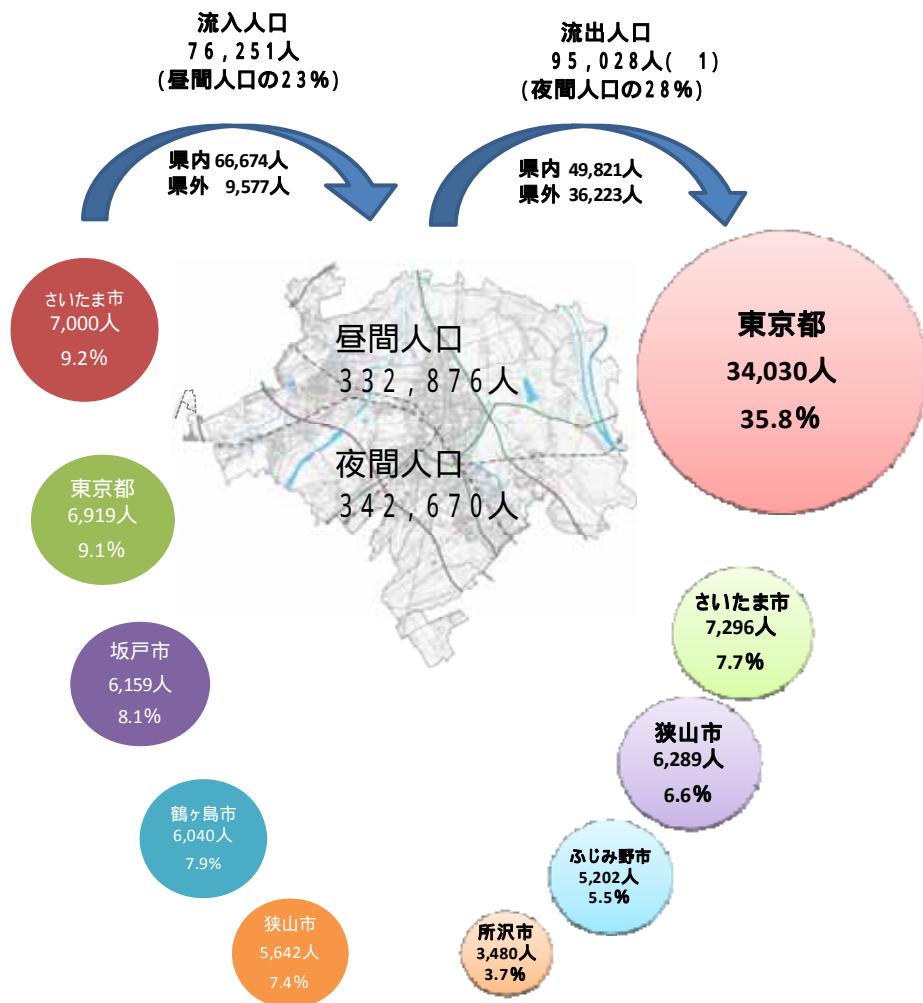 流入人口
76,251人
(昼間人口の23%)
流出人口
95,028人( 1)
(夜間人口の28%)
県内 66,674人
県外 9,577人
県内 49,821人
県外 36,223人
さいたま市
7,000人
9.2%
東京都
6,919人
9.1%
坂戸市
6,159人
8.1%
鶴ヶ島市
6,040人
7.9%
狭山市
5,642人
7.4%
昼間人口
332,876人
夜間人口
342,670人
東京都
34,030人
35.8%
さいたま市
7,296人
7.7%
狭山市
6,289人
6.6%
ふじみ野市
5,202人
5.5%
所沢市
3,480人
3.7%